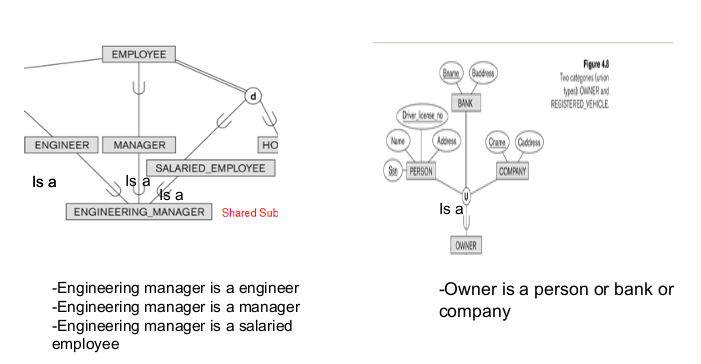 EMPLOYEE
d
ENGINEER
MANAGER
HO
SALARIED_EMPLOYEE
Is a
Is a
Is a
ENGINEERING_MANAGER
Shared Sub
-Engineering manager is a engineer
-Engineering manager is a manager
-Engineering manager is a salaried
employee
Figure 4.8
Two categories (union
types): OWNER and
REGISTERED_VEHICLE.
Bname
Baddress
BANK
Driver_license_no
Name
Address
Cname
Caddress
Ssn
PERSON
COMPANY
U
Is a
OWNER
-Owner is a person or bank or
company